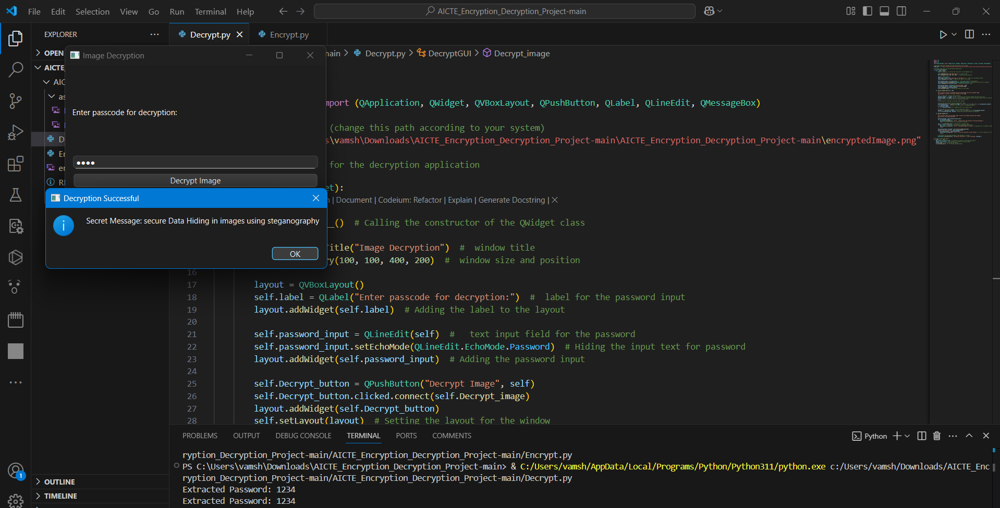 File Edit Selection View Go Run Terminal Help
AICTE_Encryption_Decryption_Project-main
EXPLORER
Decrypt.py
Encrypt.py
OPEN
Image Decryption
ain > Decrypt.py > DecryptGUI > Decrypt_image
AICTE
AIC
as
D
En
en
RE
mport (QApplication, QWidget, QVBoxLayout, QPushButton, QLabel, QLineEdit, QMessageBox)
Enter passcode for decryption:
(change this path according to your system)
s\vamsh\Downloads\AICTE_Encryption_Decryption_Project-main\AICTE_Encryption_Decryption_Project-main\encryptedImage.png"
••••
for the decryption application
Decrypt Image
et):
Decryption Successful
| Document | Codeium: Refactor | Explain | Generate Docstring | X
Secret Message: secure Data Hiding in images using steganography
__() # Calling the constructor of the QWidget class
Title("Image Decryption") #  window title
OK
ry(100, 100, 400, 200) #  window size and position
16
17 layout = QVBoxLayout()
18 self.label = QLabel("Enter passcode for decryption:") #  label for the password input
19 layout.addWidget(self.label) # Adding the label to the layout
20
21 self.password_input = QLineEdit(self) #   text input field for the password
22 self.password_input.setEchoMode(QLineEdit.EchoMode.Password) # Hiding the input text for password
23 layout.addWidget(self.password_input) # Adding the password input
24
25 self.Decrypt_button = QPushButton("Decrypt Image", self)
26 self.Decrypt_button.clicked.connect(self.Decrypt_image)
27 layout.addWidget(self.Decrypt_button)
28 self.setLayout(layout) # Setting the layout for the window
PROBLEMS OUTPUT DEBUG CONSOLE TERMINAL PORTS COMMENTS
Python
ryption_Decryption_Project-main/AICTE_Encryption_Decryption_Project-main/Encrypt.py
PS C:\Users\vamsh\Downloads\AICTE_Encryption_Decryption_Project-main> & C:/Users/vamsh/AppData/Local/Programs/Python/Python311/python.exe c:/Users/vamsh/Downloads/AICTE_Enc
ryption_Decryption_Project-main/AICTE_Encryption_Decryption_Project-main/Decrypt.py
Extracted Password: 1234
Extracted Password: 1234
1
OUTLINE
TIMELINE